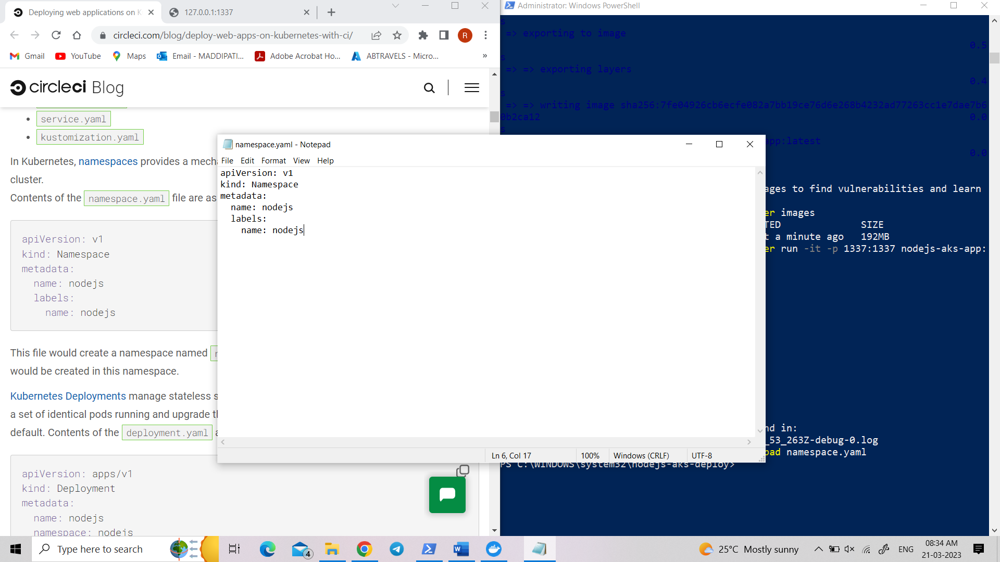 Deploying web applications on K
127.0.0.1:1337
circleci.com/blog/deploy-web-apps-on-kubernetes-with-ci/
R
Gmail
YouTube
Maps
Email - MADDIPATI...
Adobe Acrobat Ho...
ABTRAVELS - Micro...
»
circleci Blog
service.yaml
kustomization.yaml
In Kubernetes, namespaces provides a mecha
cluster.
Contents of the namespace.yaml file are as
apiVersion: v1
kind: Namespace
metadata:
name: nodejs
labels:
name: nodejs
This file would create a namespace named
would be created in this namespace.
Kubernetes Deployments manage stateless s
a set of identical pods running and upgrade th
default. Contents of the deployment.yaml a
apiVersion: apps/v1
kind: Deployment
metadata:
name: nodejs
namespace: nodejs
namespace.yaml - Notepad
File Edit Format View Help
apiVersion: v1
kind: Namespace
metadata:
name: nodejs
labels:
name: nodejs
Ln 6, Col 17
100%
Windows (CRLF)
UTF-8
Administrator: Windows PowerShell
s
=> exporting to image
0.5
s
=> => exporting layers
0.4
s
=> => writing image sha256:7fe04926cb6ecfe082a7bb19ce76d6e268b4232ad77263cc1e7dae7b6
0b2ca12 0.0
s
app:latest
0.0
ages to find vulnerabilities and learn
er images
TED SIZE
t a minute ago 192MB
er run -it -p 1337:1337 nodejs-aks-app:
nd in:
_53_263Z-debug-0.log
pad namespace.yaml
PS C:\WINDOWS\system32\nodejs-aks-deploy>
Type here to search
4
25°C Mostly sunny
ENG
08:34 AM
21-03-2023